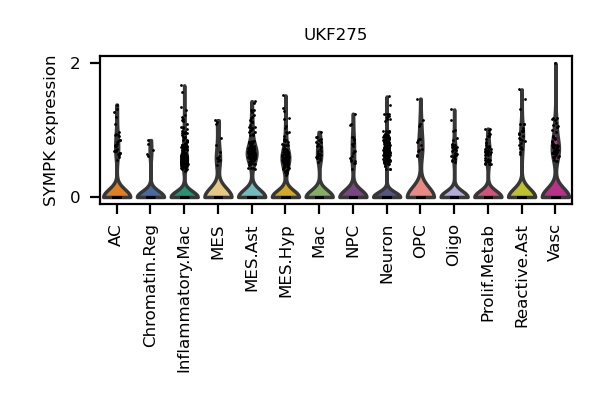 UKF275
SYMPK expression
2
0
AC
Chromatin.Reg
Inflammatory.Mac
MES
MES.Ast
MES.Hyp
Mac
NPC
Neuron
OPC
Oligo
Prolif.Metab
Reactive.Ast
Vasc